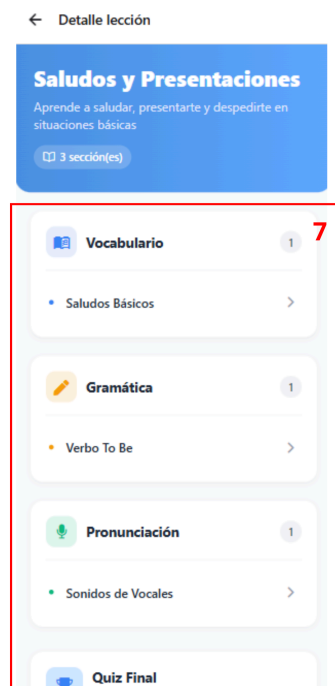 Detalle lección
Saludos y Presentaciones
Aprende a saludar, presentarte y despedirte en
situaciones básicas
3 sección(es)
7
Vocabulario 1
Saludos Básicos
Gramática 1
Verbo To Be
Pronunciación 1
Sonidos de Vocales
Quiz Final